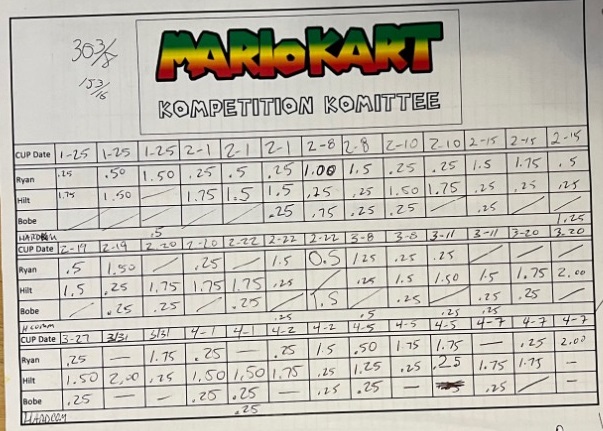 30 3/8
15 3/16
MARIOKART
KOMPETITION KOMITTEE
CUP Date 1-25 1-25 1-25 2-1 2-1 2-1 2-8 2-8 2-10 2-10 2-15 2-15 2-15
Ryan .25 .50 1.50 .25 .5 .25 1.00 1.5 .25 .25 1.5 1.75 .5
Hilt 1.75 1.50 / 1.75 1.5 1.5 .25 .25 1.50 1.75 .25 .25 .25
Bobe / / / / / .25 .75 .25 .25 / / /
.5 1.25
CUP Date 2-19 2-19 2-20 2-20 2-22 2-22 2-22 3-8 3-8 3-11 3-11 3-20 3-20
Ryan .5 1.50 / .25 / 1.5 0.5 1.25 .25 .25 / / /
Hilt 1.5 .25 1.75 1.75 1.75 .25 / .25 1.5 1.50 1.5 1.75 2.00
Bobe / .25 .25 / .25 / 1.5 / .25 / .25 .25 /
.25 .5 .25 .25
CUP Date 3-27 3/31 3/31 4-1 4-1 4-2 4-2 4-5 4-5 4-5 4-7 4-7 4-7
Ryan .25 — 1.75 .25 — .25 1.5 .50 1.75 1.75 — .25 2.00
Hilt 1.50 2.00 .25 1.50 1.50 1.75 .25 1.25 .25 .25 1.75 1.75 —
Bobe .25 — — .25 .25 — .25 .25 — .25 / —
.25